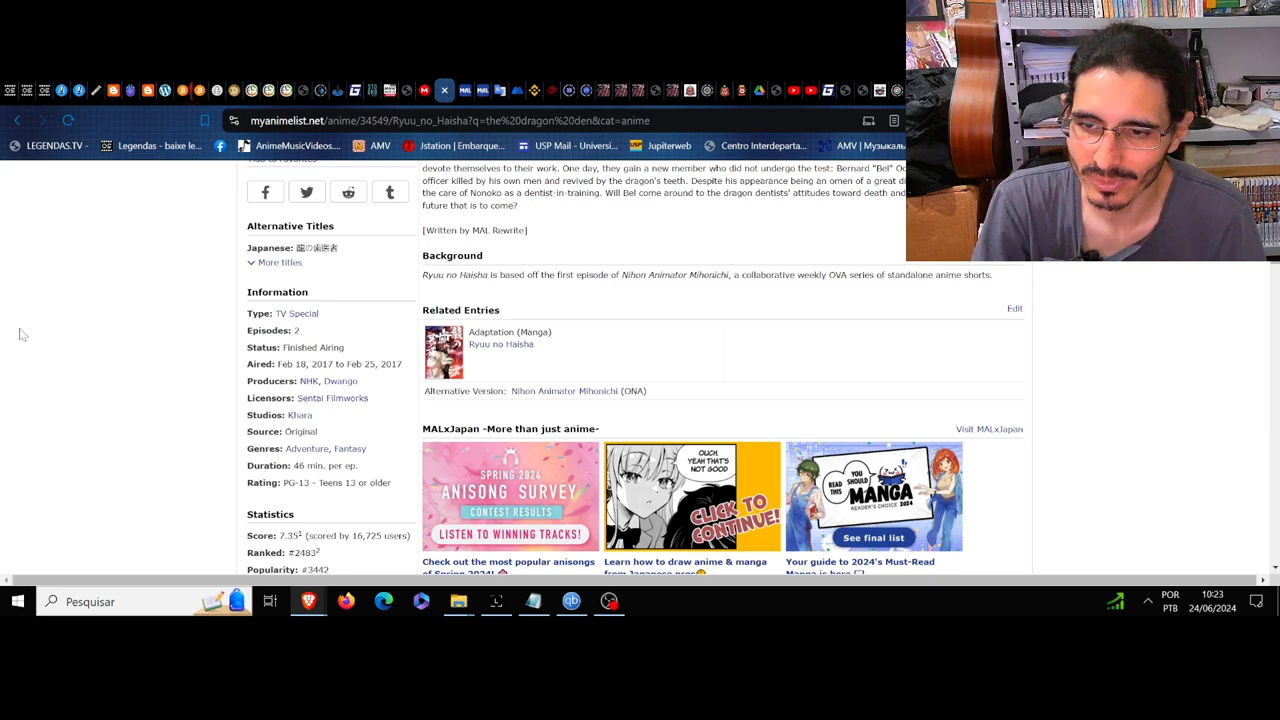 myanimelist.net/anime/34549/Ryuu_no_Haisha?q=the%20dragon%20den&cat=anime
LEGENDAS.TV -
Legendas - baixe le...
AnimeMusicVideos....
AMV
Jstation | Embarque...
USP Mail - Universi...
Jupiterweb
Centro Interdeparta...
AMV | Музыкаль
devote themselves to their work. One day, they gain a new member who did not undergo the test: Bernard "Bel"
officer killed by his own men and revived by the dragon's teeth. Despite his appearance being an omen of a great
the care of Nonoko as a dentist-in-training. Will Bel come around to the dragon dentists' attitudes toward death and
future that is to come?
[Written by MAL Rewrite]
Alternative Titles
Japanese: 龍の歯医者
More titles
Background
Ryuu no Haisha is based off the first episode of Nihon Animator Mihonichi, a collaborative weekly OVA series of standalone anime shorts.
Information
Type: TV Special
Episodes: 2
Status: Finished Airing
Aired: Feb 18, 2017 to Feb 25, 2017
Producers: NHK, Dwango
Licensors: Sentai Filmworks
Studios: Khara
Source: Original
Genres: Adventure, Fantasy
Duration: 46 min. per ep.
Rating: PG-13 - Teens 13 or older
Statistics
Score: 7.35¹ (scored by 16,725 users)
Ranked: #2483²
Popularity: #3442
Related Entries
Edit
Adaptation (Manga)
Ryuu no Haisha
Alternative Version: Nihon Animator Mihonichi (ONA)
MALxJapan -More than just anime-
Visit MALxJapan
SPRING 2024
ANISONG SURVEY
CONTEST RESULTS
LISTEN TO WINNING TRACKS!
OUCH,
YEAH THAT'S
NOT GOOD
CLICK TO
CONTINUE!
READ THIS
YOU SHOULD
MANGA
READER'S CHOICE 2024
See final list
Check out the most popular anisongs
of Spring 2024!
Learn how to draw anime & manga
from Japanese pros
Your guide to 2024's Must-Read
Manga is here
Pesquisar
POR
PTB
10:23
24/06/2024